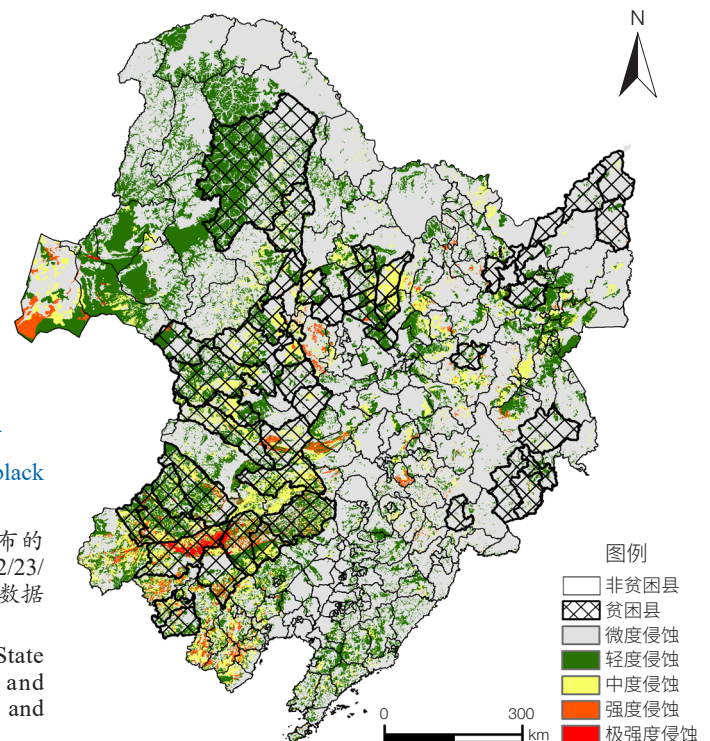 N
black
布的
2/23/
数据
State
and
and
图例
非贫困县
贫困县
微度侵蚀
轻度侵蚀
中度侵蚀
强度侵蚀
极强度侵蚀
0 300
km